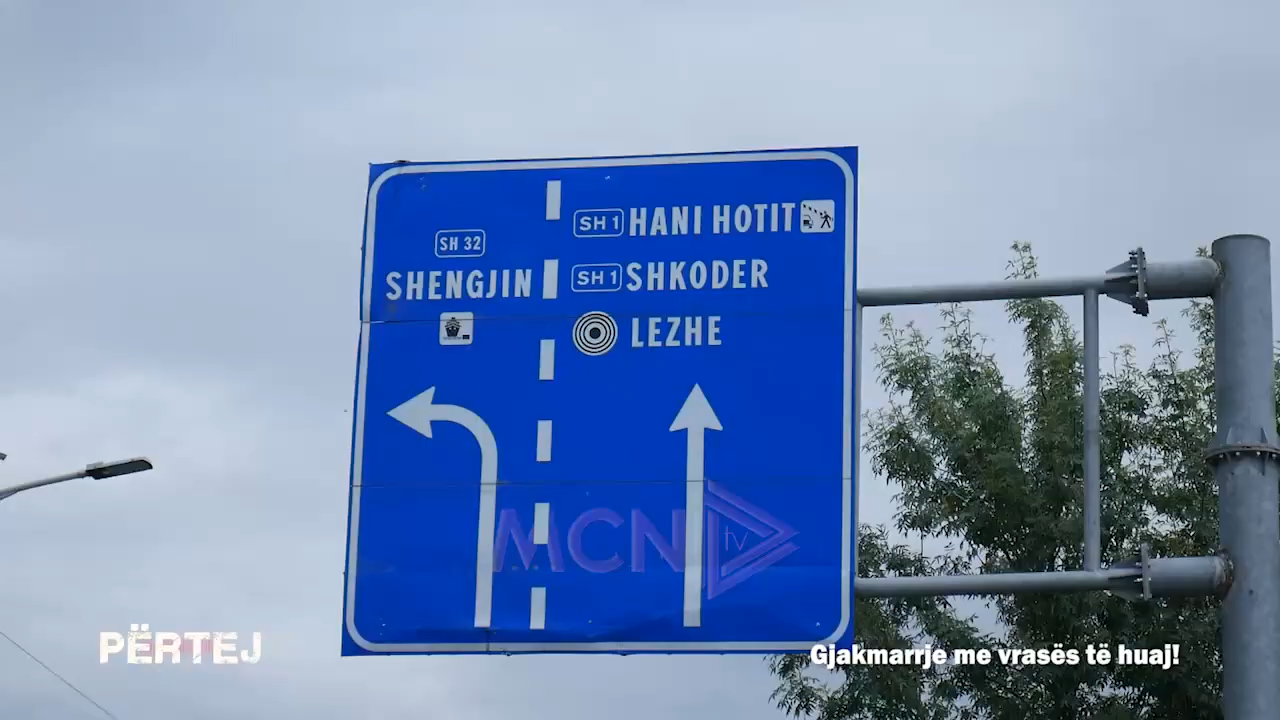 SH 32
SHENGJIN
SH 1 HANI HOTIT
SH 1 SHKODER
LEZHE
MCN tv
PËRTEJ
Gjakmarrje me vrasës të huaj!